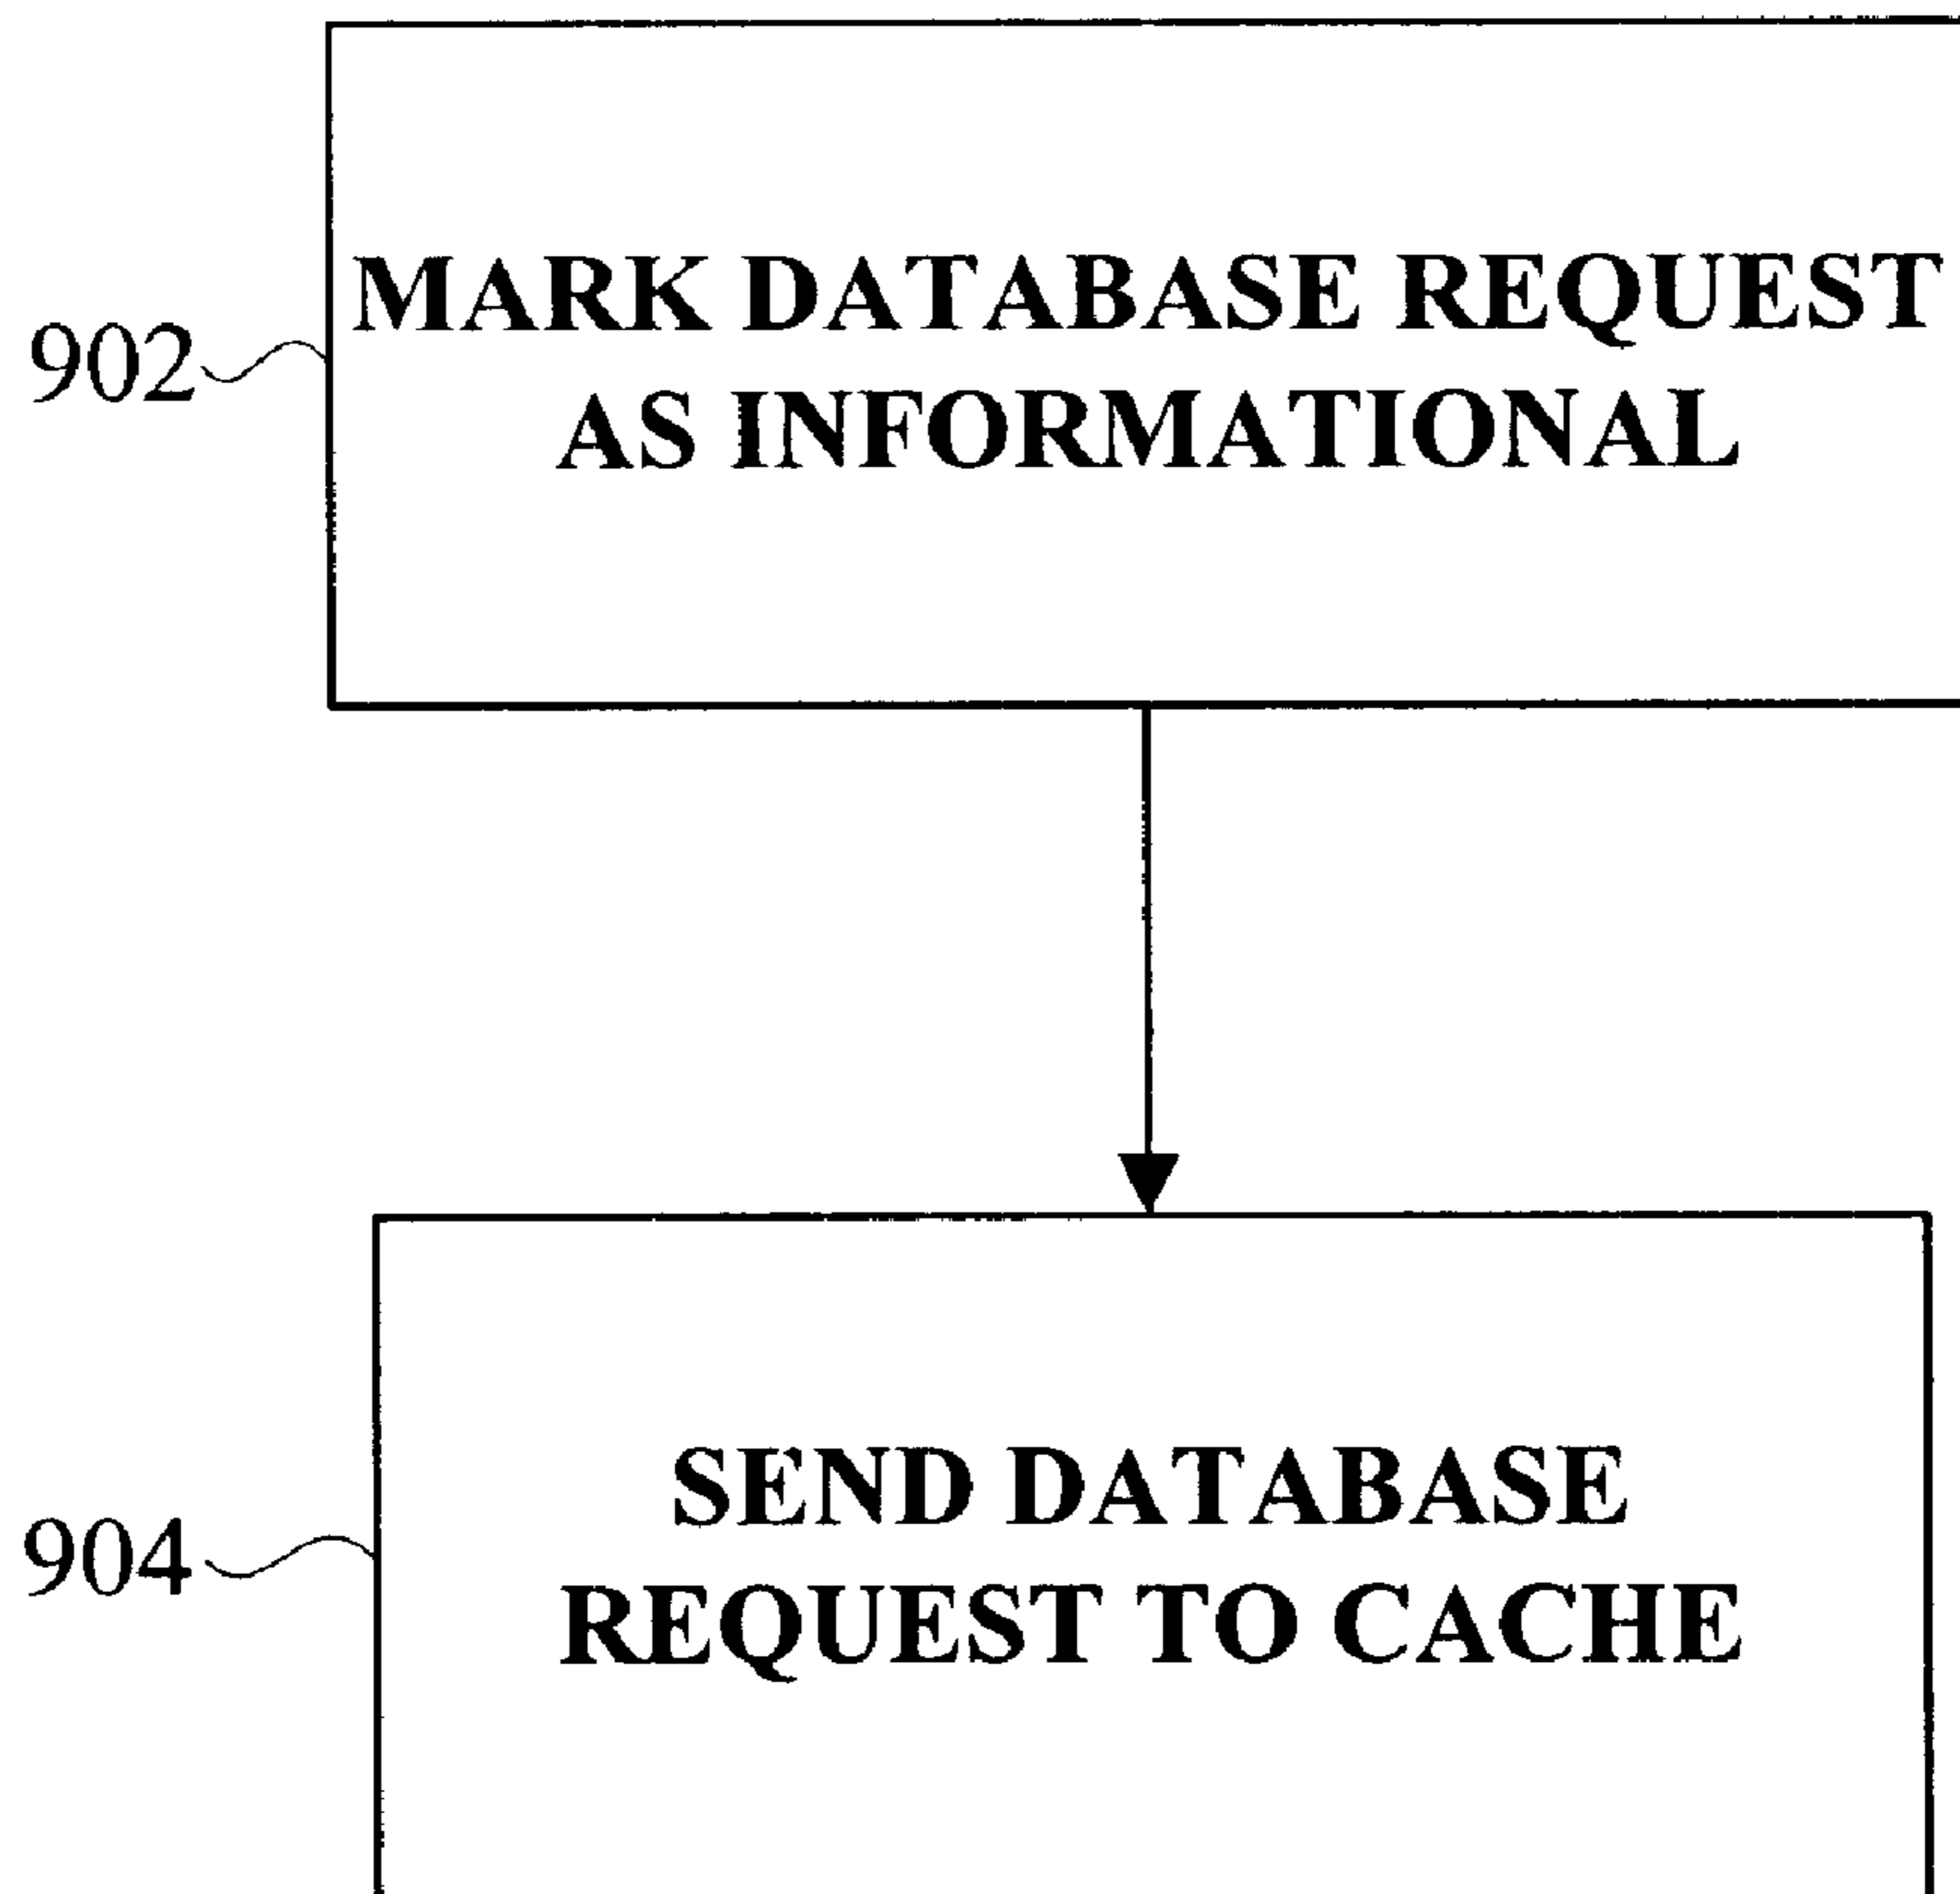 MARK DATABASE REQUEST
AS INFORMATIONAL
902
SEND DATABASE
REQUEST TO CACHE
904